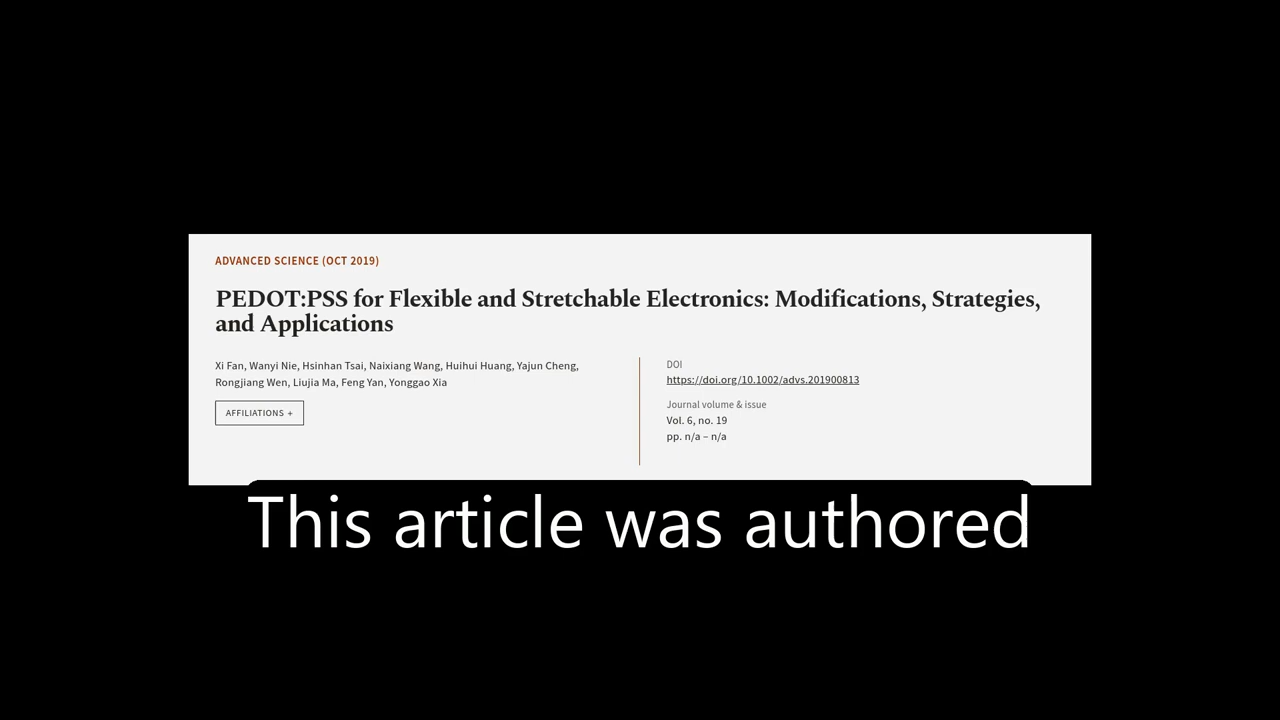 ADVANCED SCIENCE (OCT 2019)
PEDOT:PSS for Flexible and Stretchable Electronics: Modifications, Strategies,
and Applications
Xi Fan, Wanyi Nie, Hsinhan Tsai, Naixiang Wang, Huihui Huang, Yajun Cheng,
Rongjiang Wen, Liujia Ma, Feng Yan, Yonggao Xia
AFFILIATIONS +
DOI
https://doi.org/10.1002/advs.201900813
Journal volume & issue
Vol. 6, no. 19
pp. n/a – n/a
This article was authored